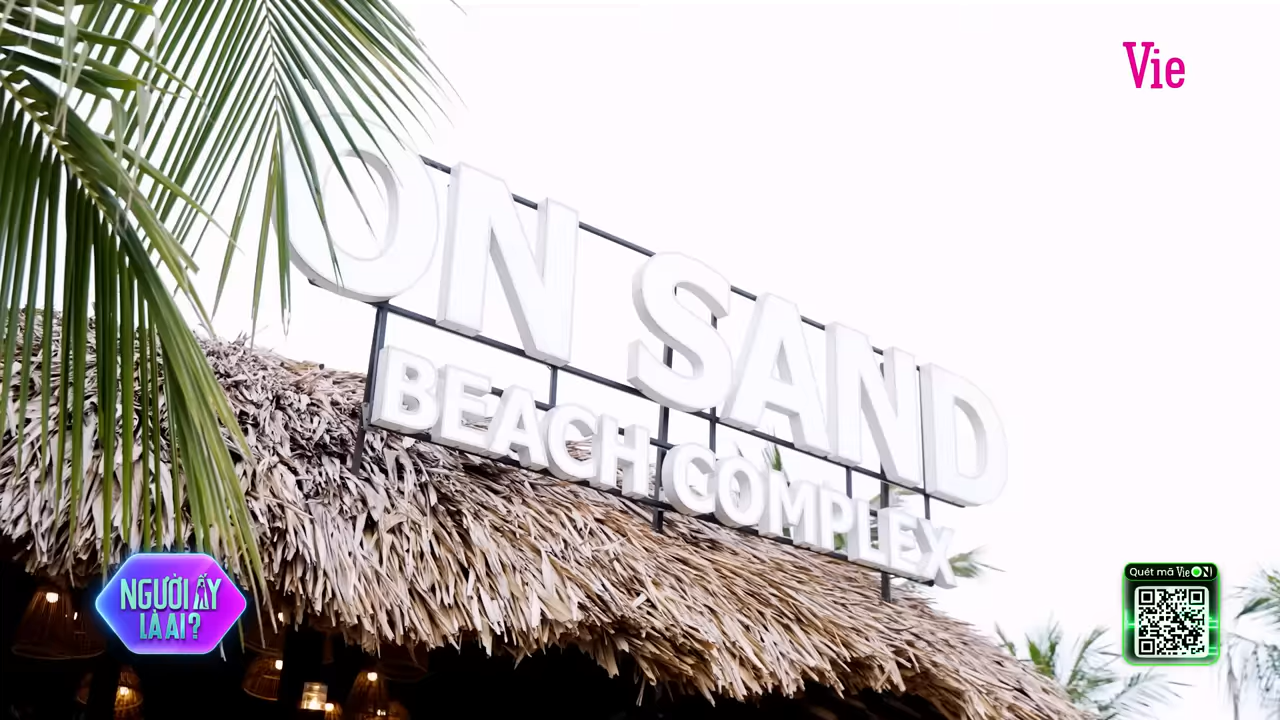 Vie
ON SAND
BEACH COMPLEX
NGƯỜI ẤY
LÀ AI?
Quét mã VieON!